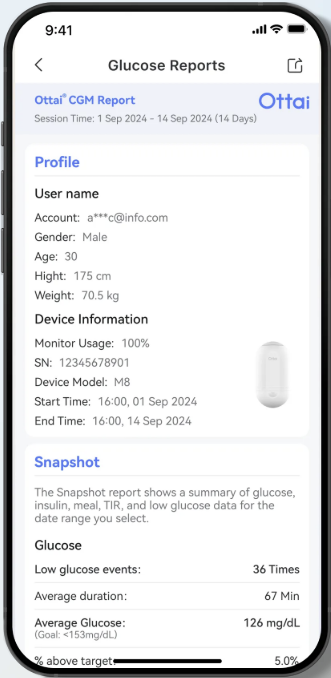 9:41
Glucose Reports
Ottai® CGM Report
Ottai
Session Time: 1 Sep 2024 - 14 Sep 2024 (14 Days)
Profile
User name
Account: a***c@info.com
Gender: Male
Age: 30
Hight: 175 cm
Weight: 70.5 kg
Device Information
Monitor Usage: 100%
SN: 12345678901
Device Model: M8
Start Time: 16:00, 01 Sep 2024
End Time: 16:00, 14 Sep 2024
Snapshot
The Snapshot report shows a summary of glucose,
insulin, meal, TIR, and low glucose data for the
date range you select.
Glucose
Low glucose events: 36 Times
Average duration: 67 Min
Average Glucose: 126 mg/dL
(Goal: <153mg/dL)
% above target: 5.0%